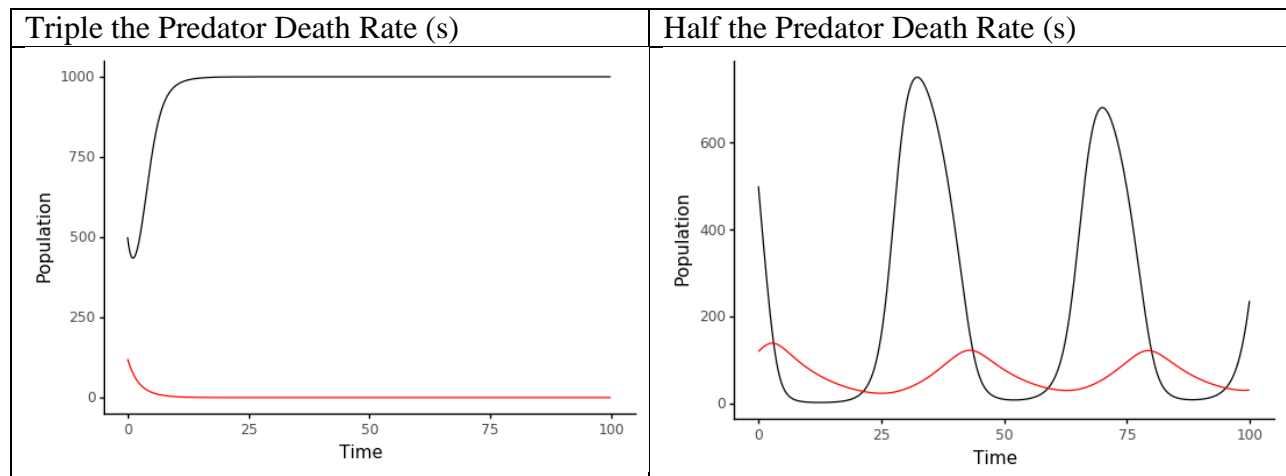 Triple the Predator Death Rate (s)
Half the Predator Death Rate (s)
1000
750
500
250
0
Population
0 25 50 75 100
Time
600
400
200
0
Population
0 25 50 75 100
Time